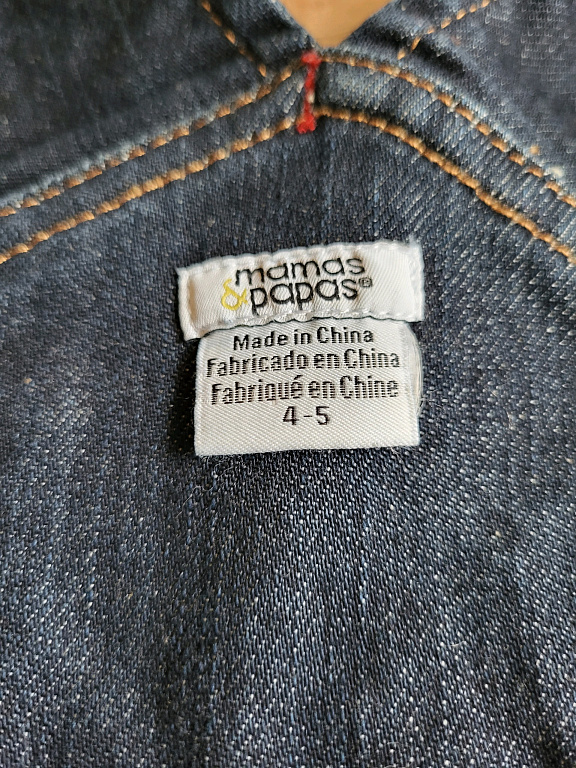 mamas
&papas®
Made in China
Fabricado en China
Fabriqué en Chine
4-5